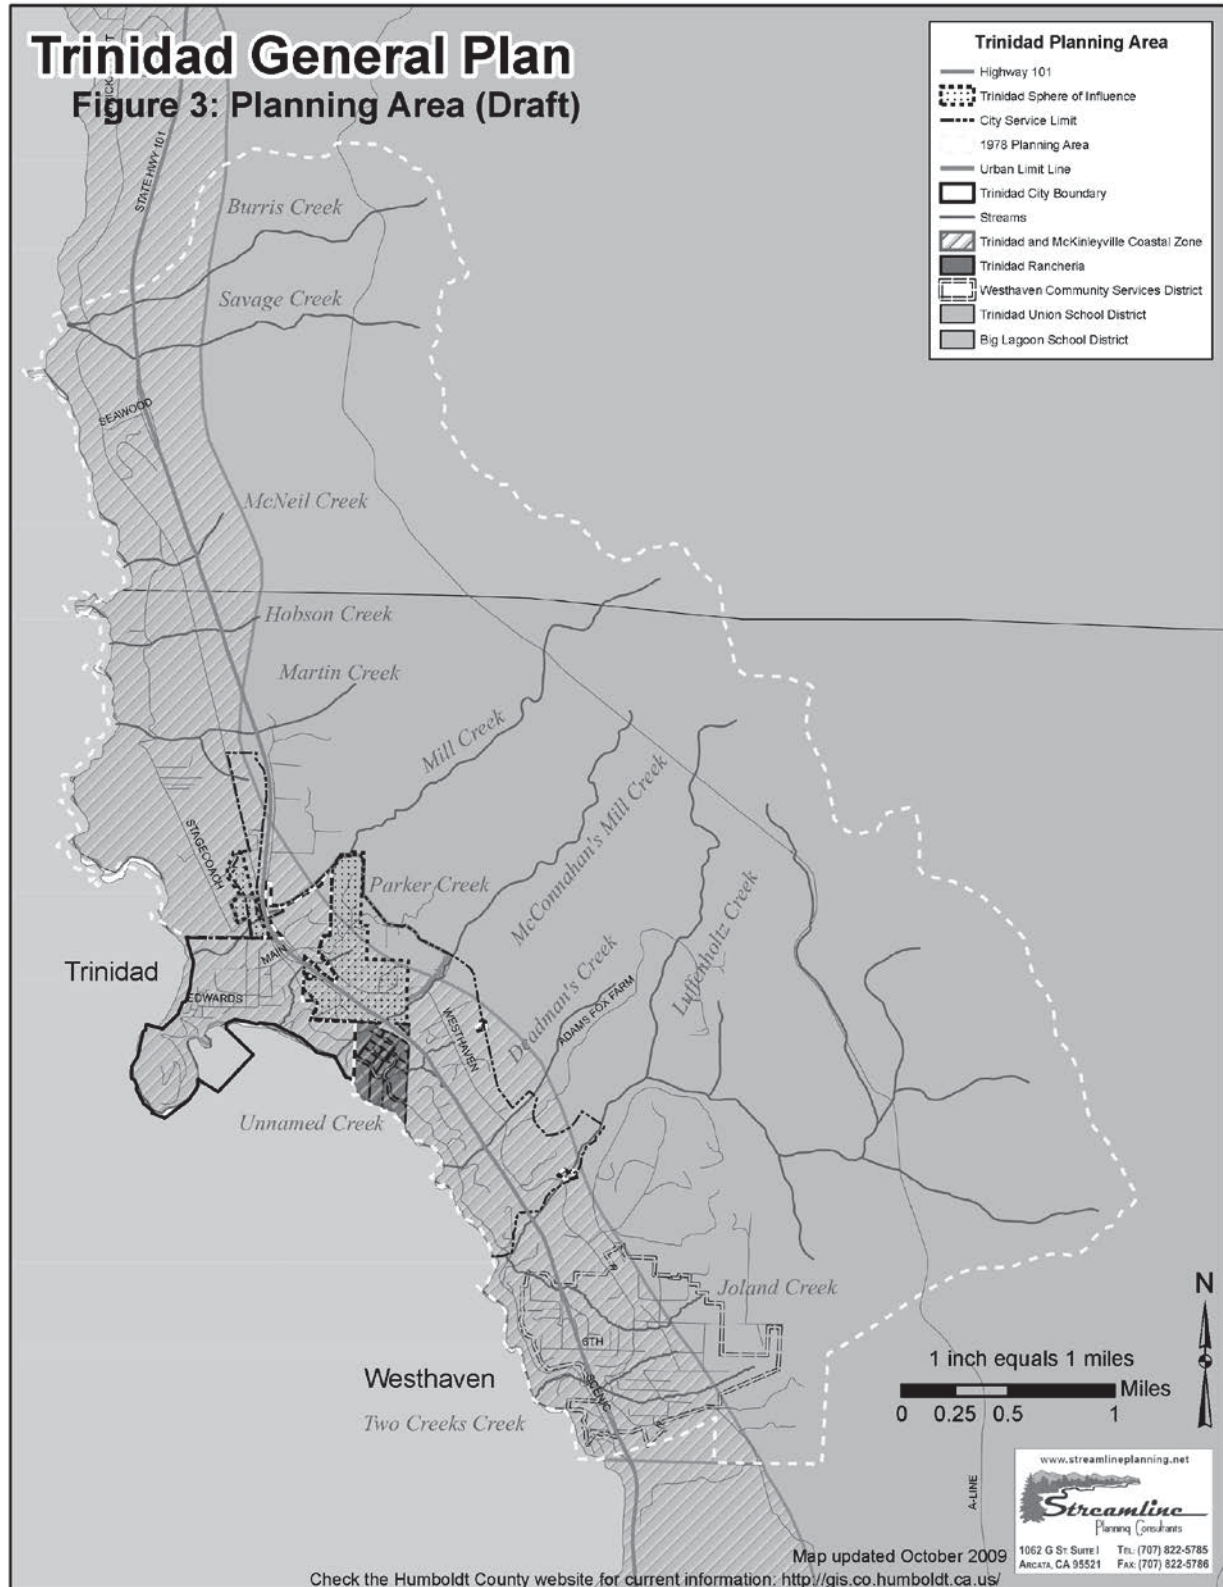 Trinidad General Plan
Figure 3: Planning Area (Draft)
Trinidad Planning Area
Highway 101
Trinidad Sphere of Influence
City Service Limit
1978 Planning Area
Urban Limit Line
Trinidad City Boundary
Streams
Trinidad and McKinleyville Coastal Zone
Trinidad Rancheria
Westhaven Community Services District
Trinidad Union School District
Big Lagoon School District
STATE HWY 101
Burris Creek
Savage Creek
SEAWOOD
McNeil Creek
Hobson Creek
Martin Creek
Mill Creek
McConnahan's Mill Creek
STAGECOACH
Parker Creek
Luffenholtz Creek
Deadman's Creek
Trinidad
MAIN
EDWARDS
ADAMS FOX FARM
WESTHAVEN
Unnamed Creek
Joland Creek
6TH
Westhaven
SCENIC
Two Creeks Creek
A-LINE
N
1 inch equals 1 miles
Miles
0 0.25 0.5 1
www.streamlineplanning.net
Streamline
Planning Consultants
1062 G St. Suite I Tel: (707) 822-5785
Arcata, CA 95521 Fax: (707) 822-5786
Map updated October 2009
Check the Humboldt County website for current information: http://gis.co.humboldt.ca.us/